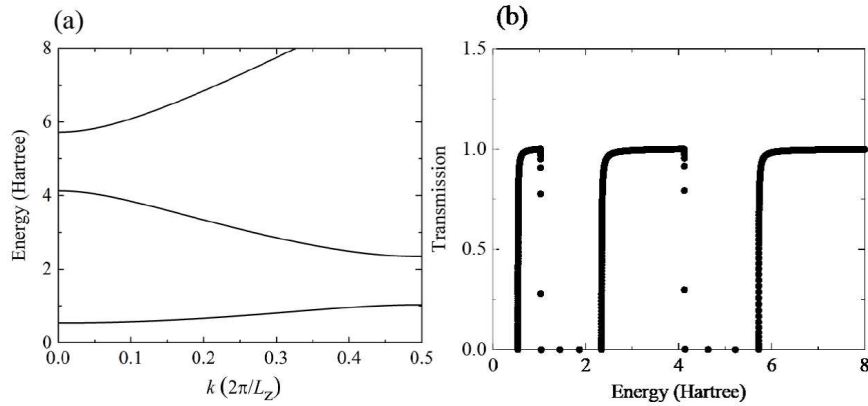 (a)
8
6
4
2
0
Energy (Hartree)
0.0 0.1 0.2 0.3 0.4 0.5
k (2π/L_Z)
(b)
1.5
1.0
0.5
0.0
Transmission
0 2 4 6 8
Energy (Hartree)